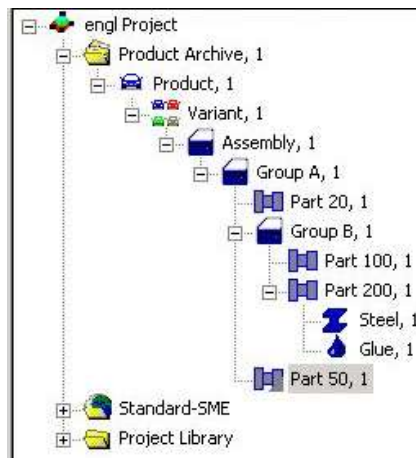 engl Project
Product Archive, 1
Product, 1
Variant, 1
Assembly, 1
Group A, 1
Part 20, 1
Group B, 1
Part 100, 1
Part 200, 1
Steel, 1
Glue, 1
Part 50, 1
Standard-SME
Project Library